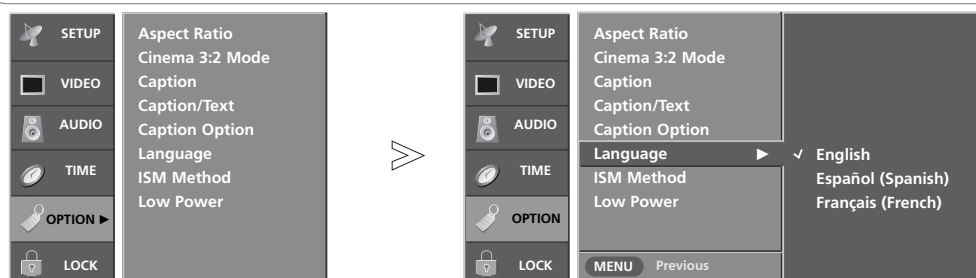 SETUP
VIDEO
AUDIO
TIME
OPTION ►
LOCK
Aspect Ratio
Cinema 3:2 Mode
Caption
Caption/Text
Caption Option
Language
ISM Method
Low Power
SETUP
VIDEO
AUDIO
TIME
OPTION
LOCK
Aspect Ratio
Cinema 3:2 Mode
Caption
Caption/Text
Caption Option
Language ►
ISM Method
Low Power
MENU Previous
✓ English
Español (Spanish)
Français (French)